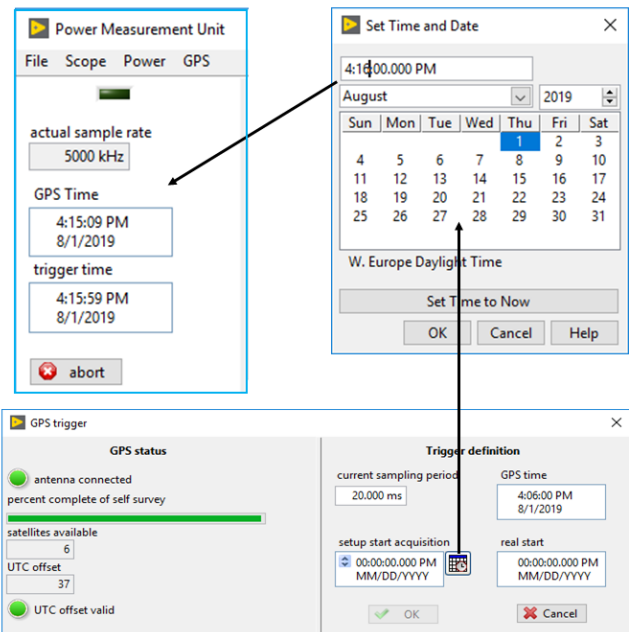 Power Measurement Unit
File Scope Power GPS
actual sample rate
5000 kHz
GPS Time
4:15:09 PM
8/1/2019
trigger time
4:15:59 PM
8/1/2019
abort
Set Time and Date
4:16:00.000 PM
August 2019
Sun Mon Tue Wed Thu Fri Sat
1 2 3
4 5 6 7 8 9 10
11 12 13 14 15 16 17
18 19 20 21 22 23 24
25 26 27 28 29 30 31
W. Europe Daylight Time
Set Time to Now
OK Cancel Help
GPS trigger
GPS status
antenna connected
percent complete of self survey
satellites available
6
UTC offset
37
UTC offset valid
Trigger definition
current sampling period
20.000 ms
GPS time
4:06:00 PM
8/1/2019
setup start acquisition
00:00:00.000 PM
MM/DD/YYYY
real start
00:00:00.000 PM
MM/DD/YYYY
OK
Cancel